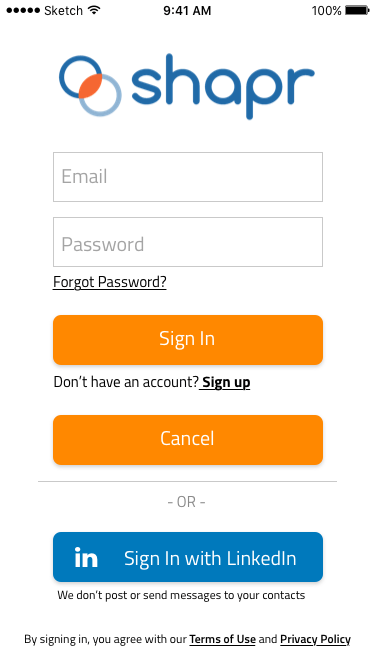 Sketch 9:41 AM 100%
shapr
Email
Password
Forgot Password?
Sign In
Don't have an account? Sign up
Cancel
- OR -
in Sign In with LinkedIn
We don't post or send messages to your contacts
By signing in, you agree with our Terms of Use and Privacy Policy